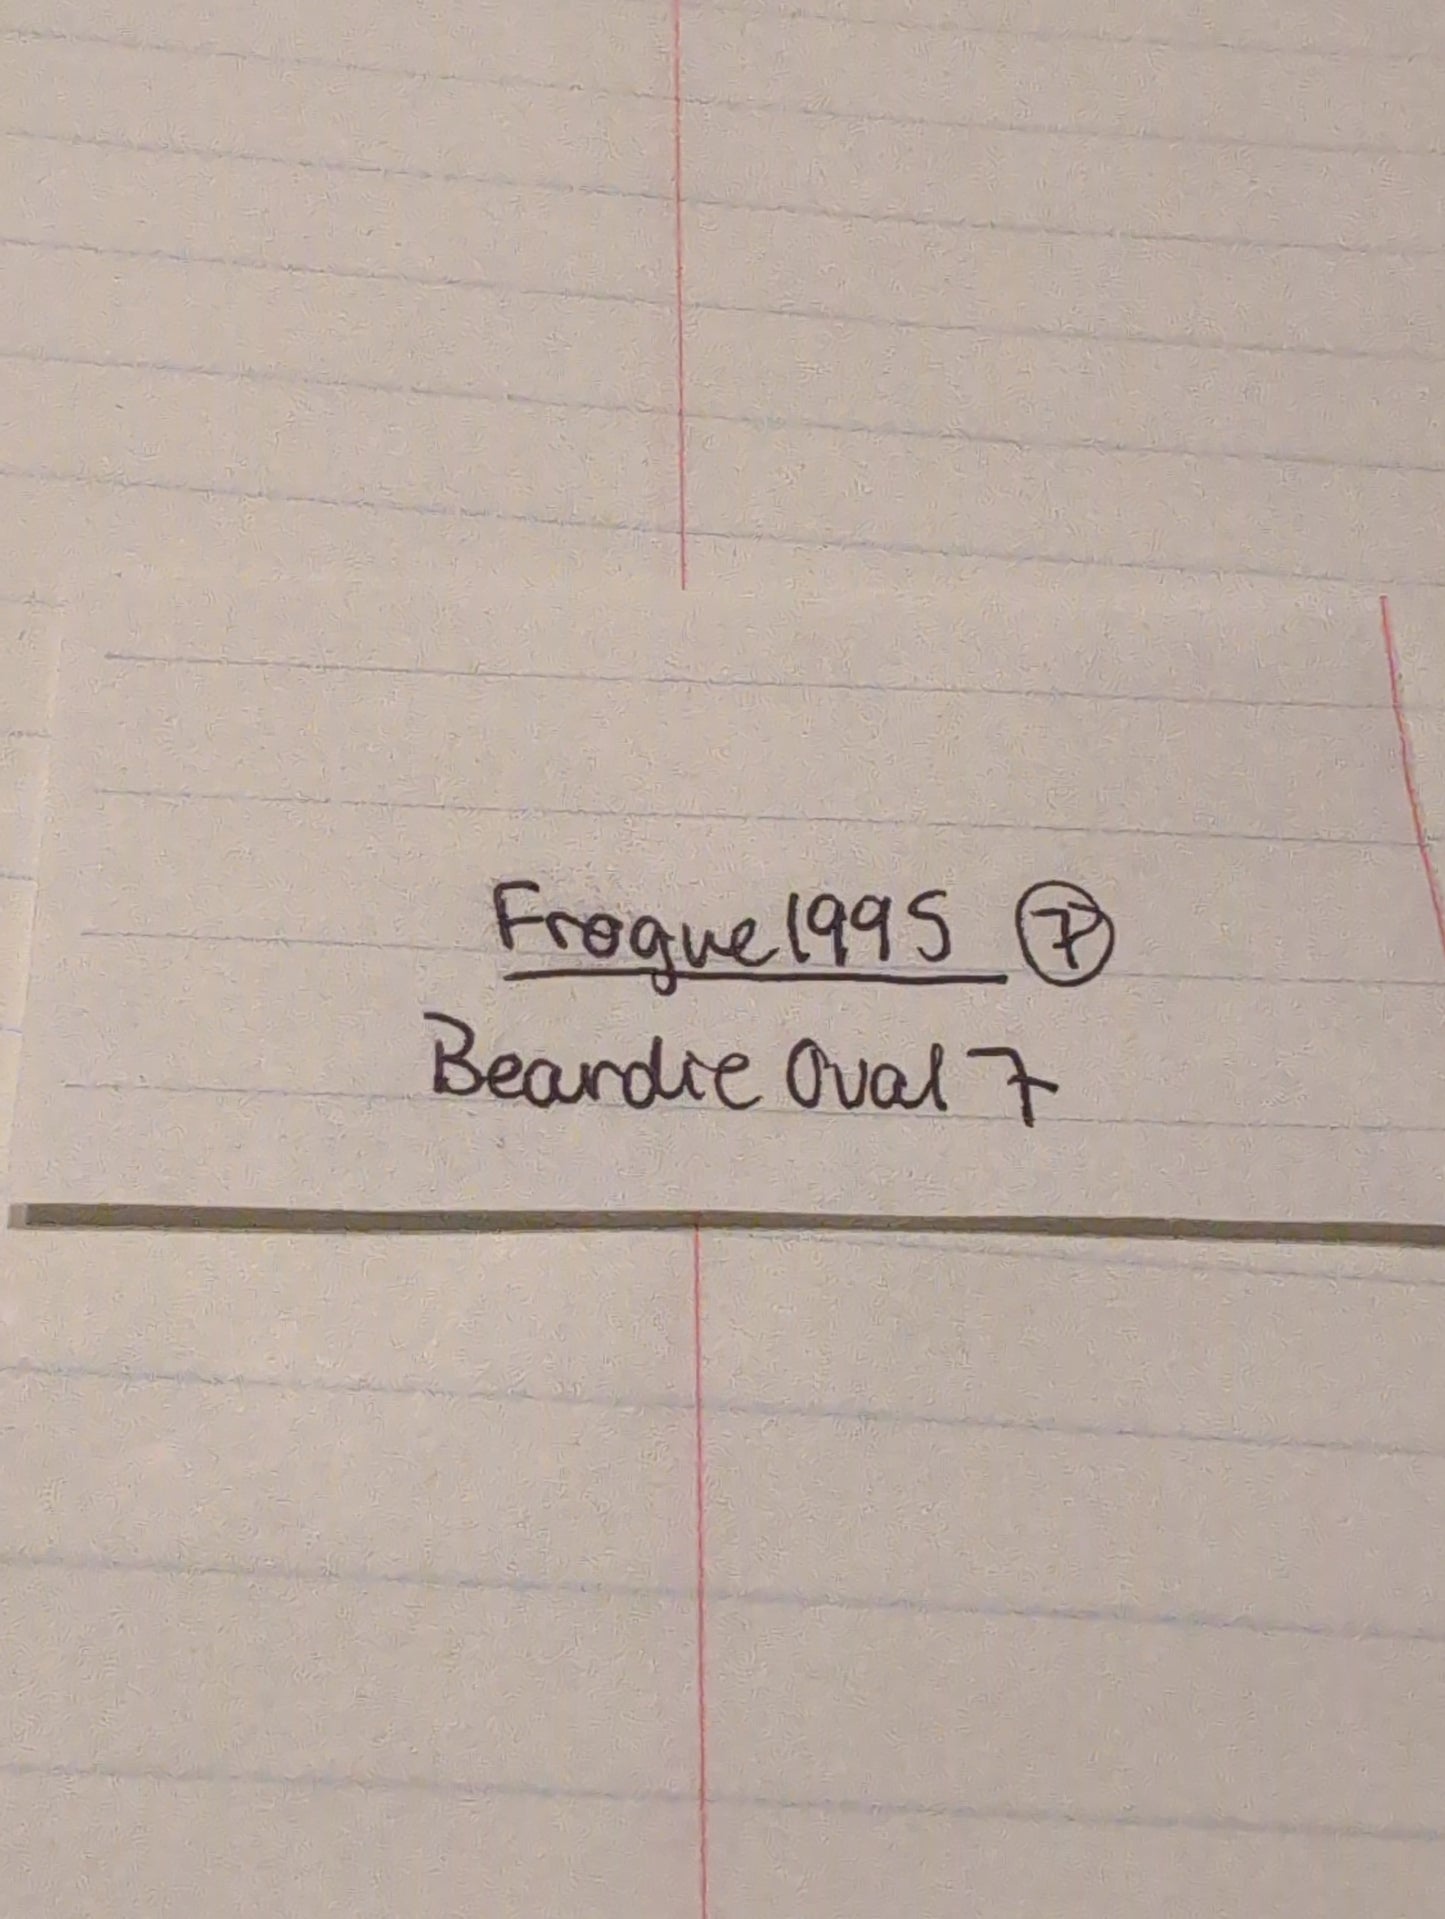 Frogue1995 ⑦
Beardie Oval 7